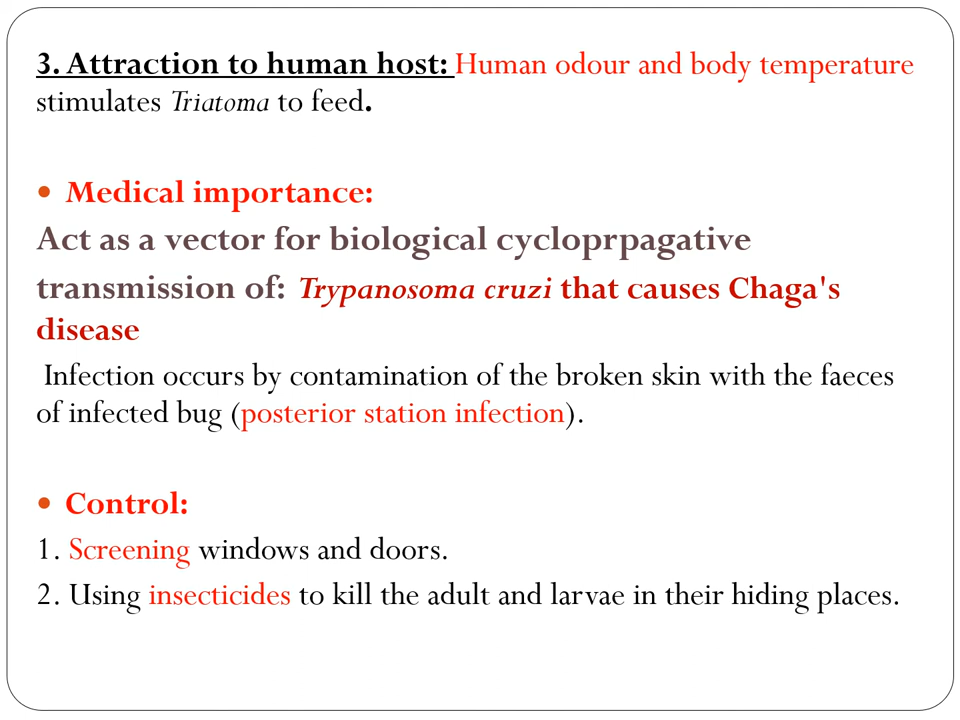 3. Attraction to human host: Human odour and body temperature
stimulates Triatoma to feed.
• Medical importance:
Act as a vector for biological cycloprpagative
transmission of: Trypanosoma cruzi that causes Chaga's
disease
Infection occurs by contamination of the broken skin with the faeces
of infected bug (posterior station infection).
• Control:
1. Screening windows and doors.
2. Using insecticides to kill the adult and larvae in their hiding places.